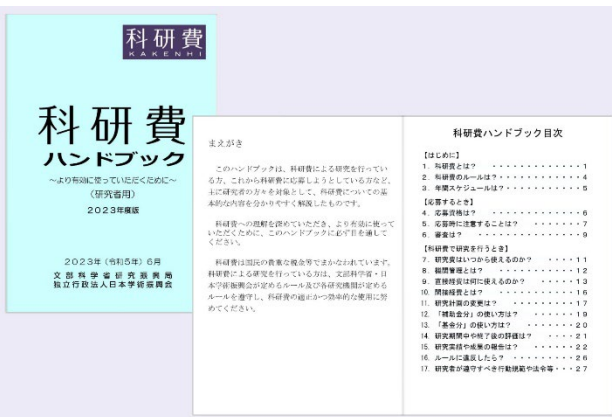 科研費
KAKENHI
科研費
ハンドブック
～より有効に使っていただくために～
(研究者用)
2023年度版
2023年（令和5年）6月
文部科学省研究振興局
独立行政法人日本学術振興会
まえがき
このハンドブックは、科研費による研究を行ってい
る方、これから科研費に応募しようとしている方など、
主に研究者の方々を対象として、科研費についての基
本的な内容を分かりやすく解説したものです。
科研費への理解を深めていただき、より有効に使って
いただくために、このハンドブックに必ず目を通して
ください。
科研費は国民の貴重な税金等でまかなわれています。
科研費による研究を行っている方は、文部科学省・日
本学術振興会が定めるルール及び各研究機関が定める
ルールを遵守し、科研費の適正かつ効率的な使用に努
めてください。
科研費ハンドブック目次
【はじめに】
1. 科研費とは？ ・・・・・・・・・1
2. 科研費のルールは？・・・・・・・・・4
3. 年間スケジュールは？・・・・・・・・5
【応募するとき】
4. 応募資格は？ ・・・・・・・・・6
5. 応募時に注意することは？ ・・・・・・7
6. 審査は？ ・・・・・・・・・9
【科研費で研究を行うとき】
7. 研究費はいつから使えるのか？ ・・・・11
8. 繰間管理とは？ ・・・・・・・・12
9. 直接経費は何に使えるのか？ ・・・・・13
10. 間接経費とは？ ・・・・・・・・16
11. 研究計画の変更は？ ・・・・・・・17
12. 「補助金分」の使い方は？ ・・・・・・19
13. 「基金分」の使い方は？ ・・・・・・・20
14. 研究期間中や終了後の評価は？ ・・・・21
15. 研究実績や成果の報告は？ ・・・・・・22
16. ルールに違反したら？ ・・・・・・・26
17. 研究者が遵守すべき行動規範や法令等・・・27